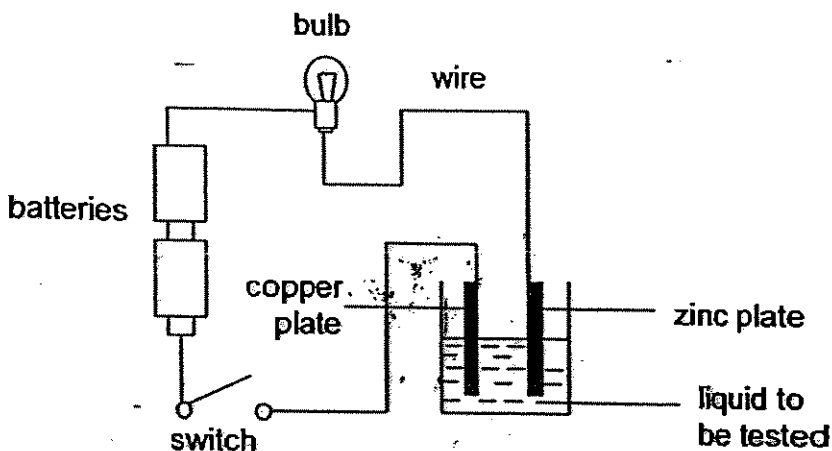 bulb
wire
batteries
copper
plate
zinc plate
liquid to
be tested
switch